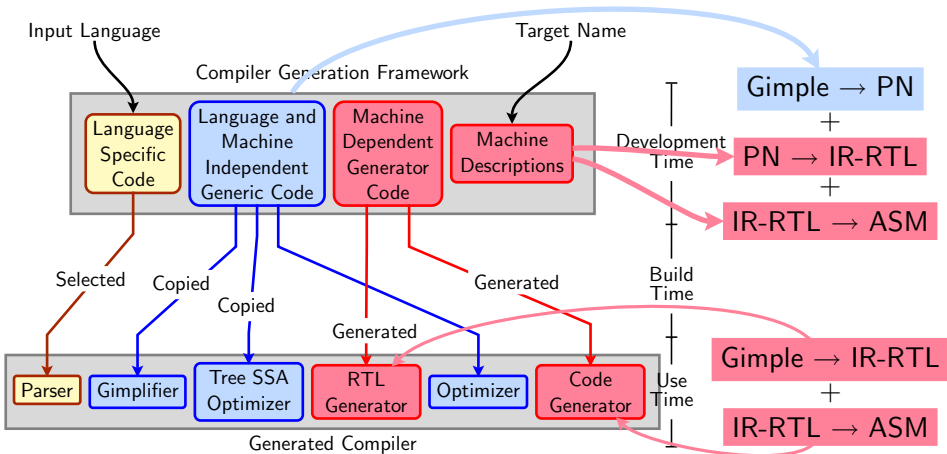 Input Language
Target Name
Compiler Generation Framework
Language
Specific
Code
Language and
Machine
Independent
Generic Code
Machine
Dependent
Generator
Code
Machine
Descriptions
Development
Time
Gimple → PN
+
PN → IR-RTL
+
IR-RTL → ASM
Selected
Copied
Copied
Generated
Generated
Build
Time
Parser
Gimplifier
Tree SSA
Optimizer
RTL
Generator
Optimizer
Code
Generator
Use
Time
Gimple → IR-RTL
+
IR-RTL → ASM
Generated Compiler